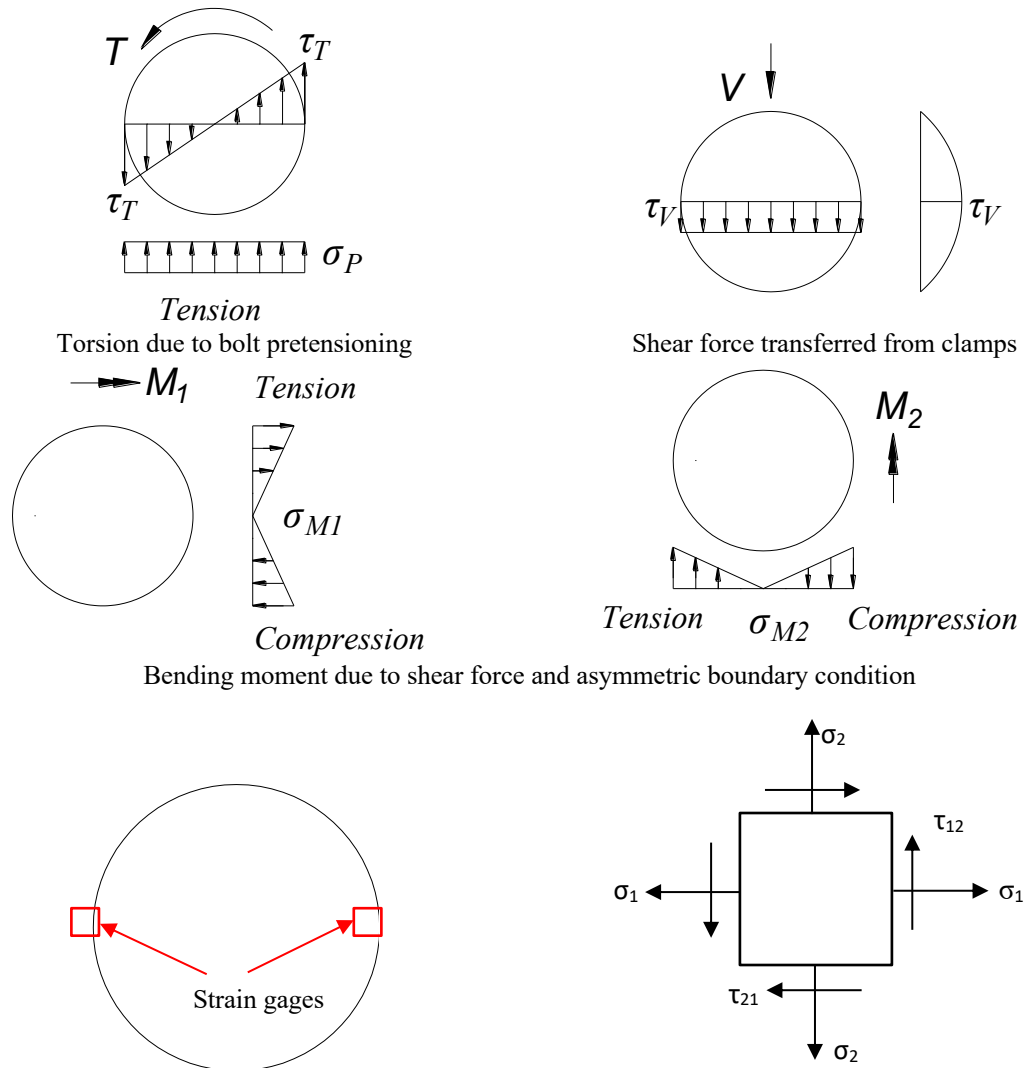 T
τT
τT
σP
Tension
Torsion due to bolt pretensioning
V
τV
τV
Shear force transferred from clamps
M1
Tension
σM1
Compression
M2
Tension
σM2
Compression
Bending moment due to shear force and asymmetric boundary condition
Strain gages
σ2
τ12
σ1
σ1
τ21
σ2